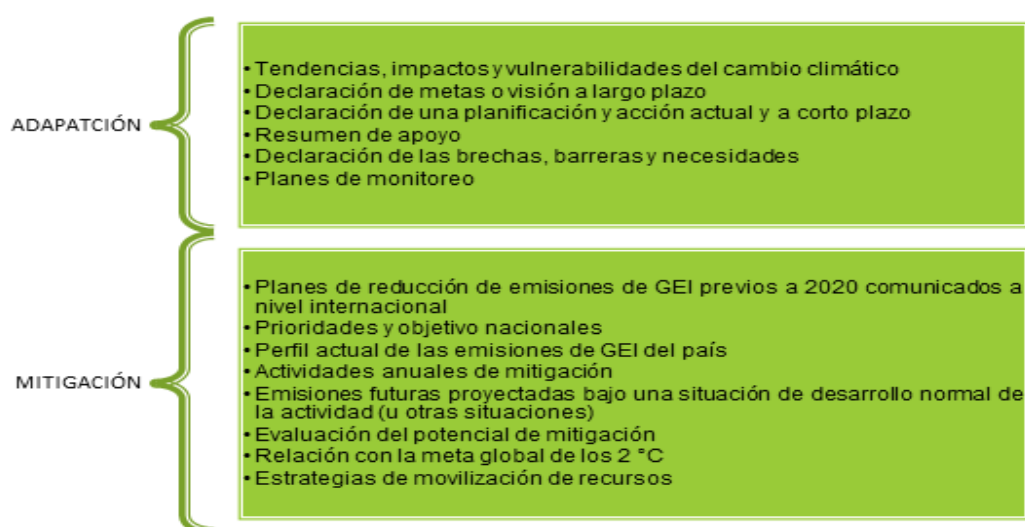 ADAPATCIÓN
• Tendencias, impactos y vulnerabilidades del cambio climático
• Declaración de metas o visión a largo plazo
• Declaración de una planificación y acción actual y a corto plazo
• Resumen de apoyo
• Declaración de las brechas, barreras y necesidades
• Planes de monitoreo
MITIGACIÓN
• Planes de reducción de emisiones de GEI previos a 2020 comunicados a
nivel internacional
• Prioridades y objetivo nacionales
• Perfil actual de las emisiones de GEI del país
• Actividades anuales de mitigación
• Emisiones futuras proyectadas bajo una situación de desarrollo normal de
la actividad (u otras situaciones)
• Evaluación del potencial de mitigación
• Relación con la meta global de los 2 °C
• Estrategias de movilización de recursos